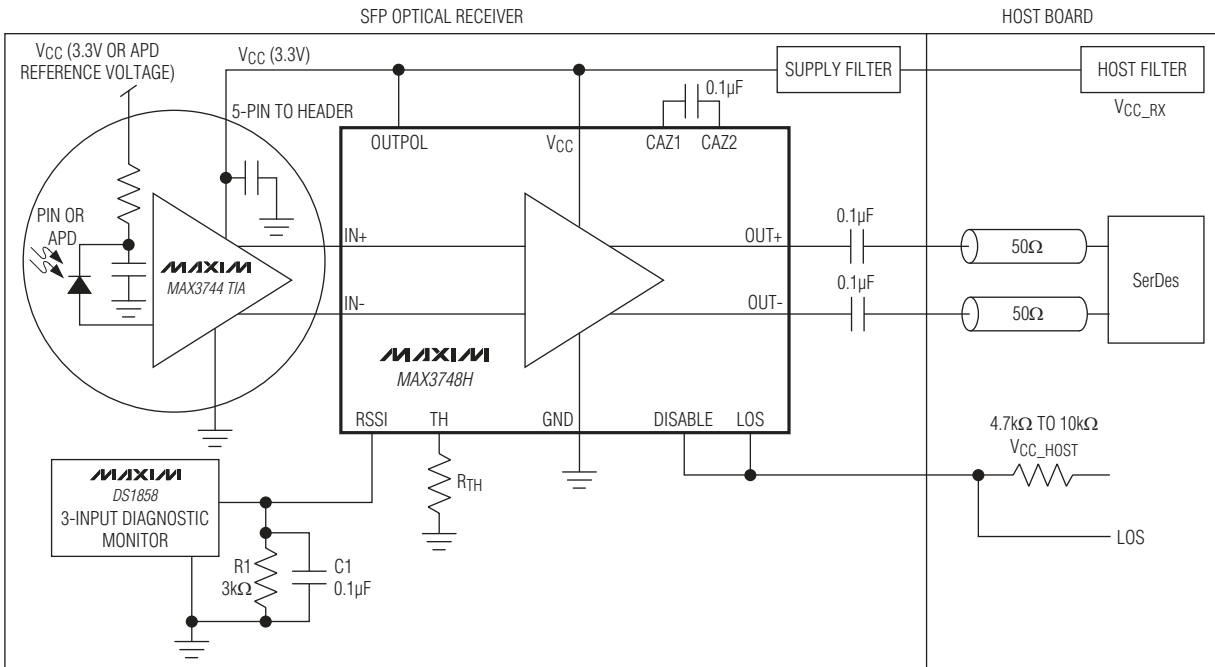 SFP OPTICAL RECEIVER
HOST BOARD
VCC (3.3V OR APD
REFERENCE VOLTAGE)
VCC (3.3V)
SUPPLY FILTER
HOST FILTER
VCC_RX
5-PIN TO HEADER
0.1µF
OUTPOL
VCC
CAZ1
CAZ2
PIN OR
APD
MAXIM
MAX3744 TIA
IN+
IN-
OUT+
OUT-
0.1µF
0.1µF
50Ω
50Ω
SerDes
MAXIM
MAX3748H
RSSI
TH
GND
DISABLE
LOS
RTH
4.7kΩ TO 10kΩ
VCC_HOST
LOS
MAXIM
DS1858
3-INPUT DIAGNOSTIC
MONITOR
R1
3kΩ
C1
0.1µF